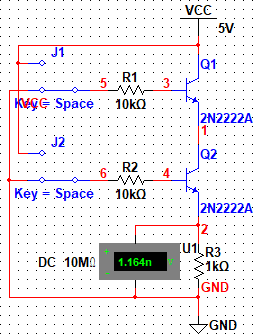 VCC
5V
J1
Q1
R1
5
3
Key = Space
VCC
10kΩ
2N2222A
1
J2
Q2
R2
6
4
Key = Space
10kΩ
2N2222A
2
U1
R3
DC 10MΩ
1.164n
1kΩ
GND
GND